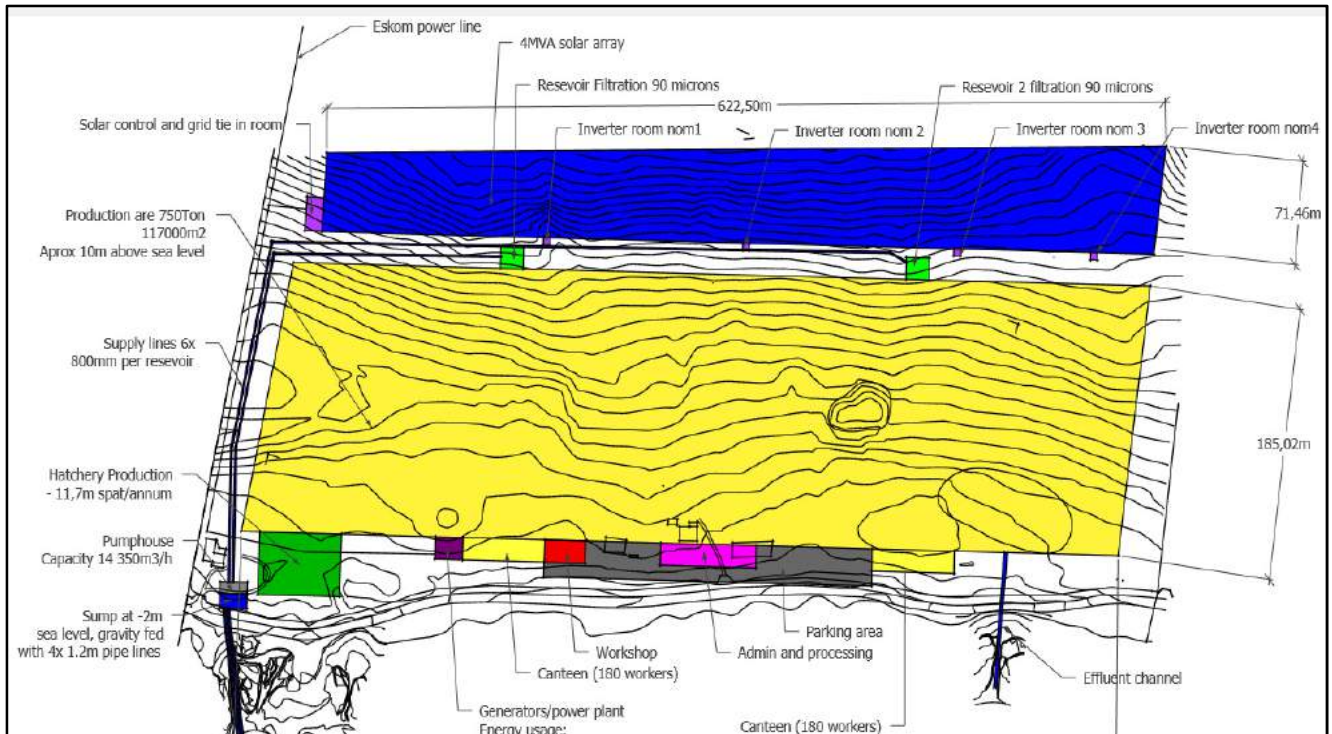 Eskom power line
4MVA solar array
Resevoir Filtration 90 microns
Resevoir 2 filtration 90 microns
622,50m
Solar control and grid tie in room
Inverter room nom1
Inverter room nom 2
Inverter room nom 3
Inverter room nom4
Production are 750Ton
117000m2
Aprox 10m above sea level
71,46m
Supply lines 6x
800mm per resevoir
185,02m
Hatchery Production
- 11,7m spat/annum
Pumphouse
Capacity 14 350m3/h
Sump at -2m
sea level, gravity fed
with 4x 1.2m pipe lines
Parking area
Workshop
Admin and processing
Canteen (180 workers)
Effluent channel
Generators/power plant
Energy usage:
Canteen (180 workers)